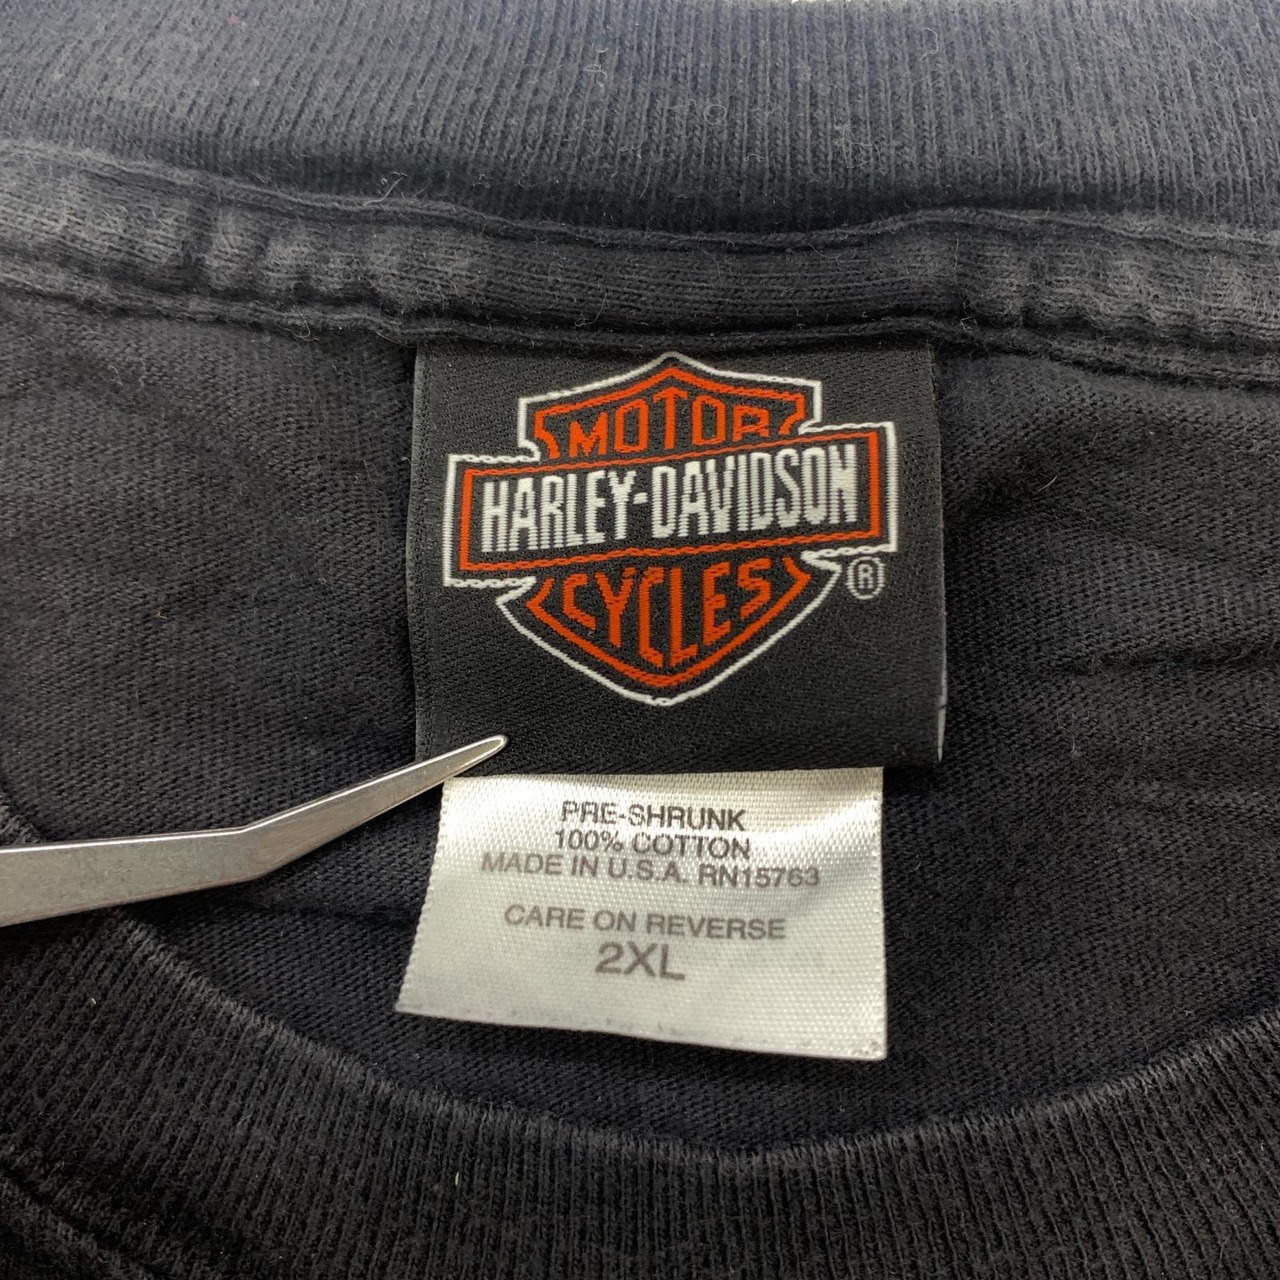 MOTOR
HARLEY-DAVIDSON
CYCLES
®
PRE-SHRUNK
100% COTTON
MADE IN U.S.A. RN15763
CARE ON REVERSE
2XL